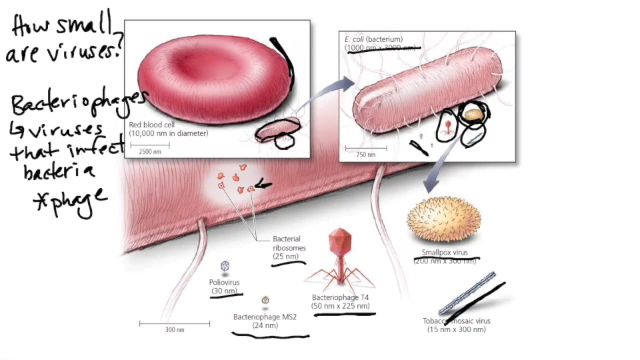 How small
are viruses?
Bacteriophages
↳ viruses
that infect
bacteria
*phage
Red blood cell
(10,000 nm in diameter)
2500 nm
E. coli (bacterium)
(1000 nm x 3000 nm)
750 nm
Bacterial
ribosomes
(25 nm)
Poliovirus
(30 nm)
Bacteriophage MS2
(24 nm)
Bacteriophage T4
(50 nm x 225 nm)
Smallpox virus
(200 nm x 300 nm)
Tobacco mosaic virus
(15 nm x 300 nm)
300 nm